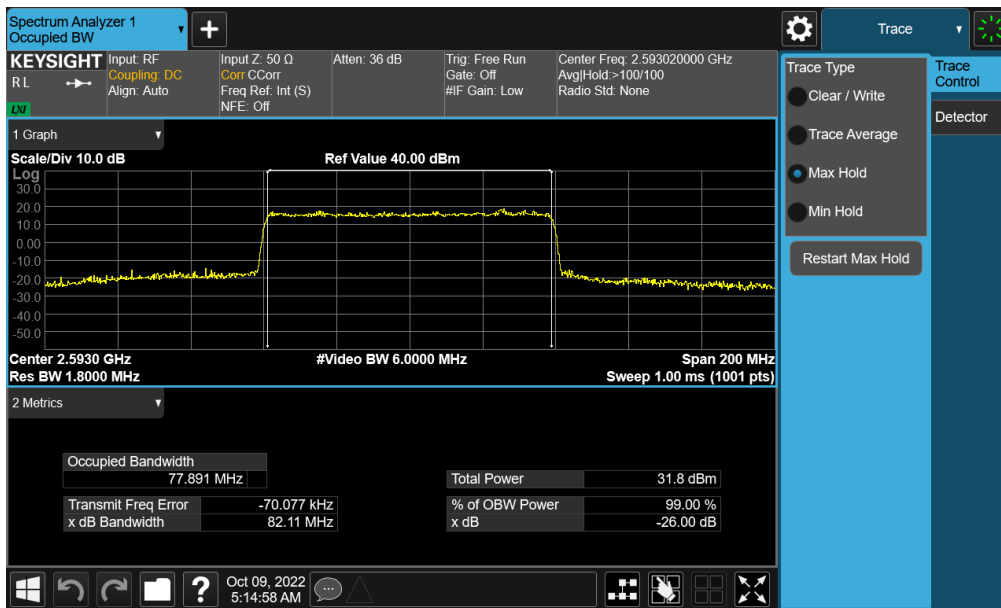 Spectrum Analyzer 1
Occupied BW
+
Trace
KEYSIGHT
R L
LXI
Input: RF
Coupling: DC
Align: Auto
Input Z: 50 Ω
Corr CCorr
Freq Ref: Int (S)
NFE: Off
Atten: 36 dB
Trig: Free Run
Gate: Off
#IF Gain: Low
Center Freq: 2.593020000 GHz
Avg|Hold:>100/100
Radio Std: None
Trace Type
Clear / Write
Trace Average
Max Hold
Min Hold
Restart Max Hold
Trace
Control
Detector
1 Graph
Scale/Div 10.0 dB
Ref Value 40.00 dBm
Log
30.0
20.0
10.0
0.00
-10.0
-20.0
-30.0
-40.0
-50.0
Center 2.5930 GHz
#Video BW 6.0000 MHz
Span 200 MHz
Res BW 1.8000 MHz
Sweep 1.00 ms (1001 pts)
2 Metrics
Occupied Bandwidth
77.891 MHz
Total Power 31.8 dBm
Transmit Freq Error -70.077 kHz
% of OBW Power 99.00 %
x dB Bandwidth 82.11 MHz
x dB -26.00 dB
?
Oct 09, 2022
5:14:58 AM